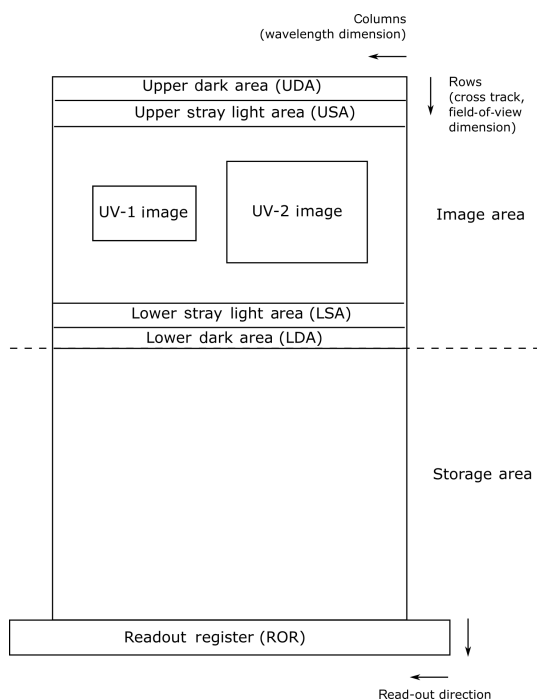 Columns
(wavelength dimension)
Upper dark area (UDA)
Rows
(cross track,
field-of-view
dimension)
Upper stray light area (USA)
UV-1 image
UV-2 image
Image area
Lower stray light area (LSA)
Lower dark area (LDA)
Storage area
Readout register (ROR)
Read-out direction